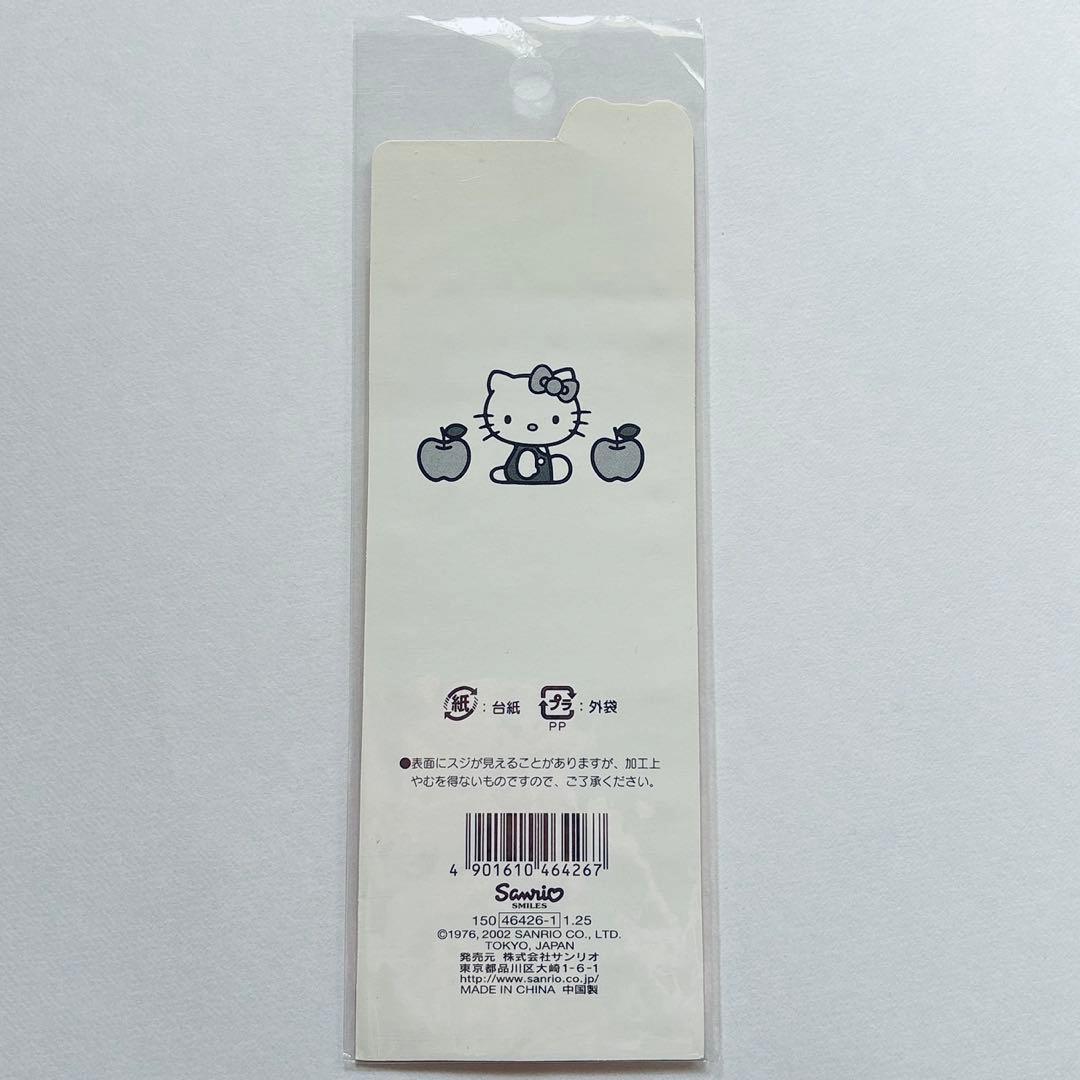 紙:台紙 プラ:外袋
PP
●表面にスジが見えることがありますが、加工上
やむを得ないものですので、ご了承ください。
4 901610 464267
Sanrio
SMILES
150 46426-1 1.25
©1976, 2002 SANRIO CO., LTD.
TOKYO, JAPAN
発売元 株式会社サンリオ
東京都品川区大崎1-6-1
http://www.sanrio.co.jp/
MADE IN CHINA 中国製